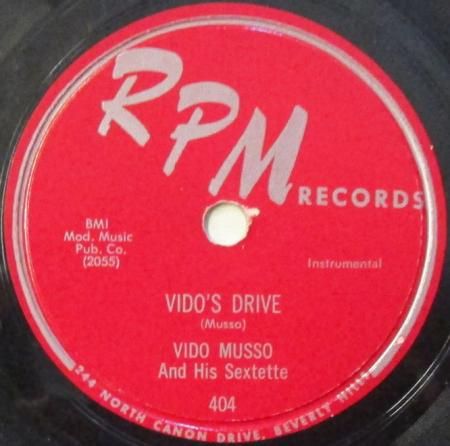 RPM
RECORDS
BMI
Mod. Music
Pub. Co.
(2055)
Instrumental
VIDO'S DRIVE
(Musso)
VIDO MUSSO
And His Sextette
404
244 NORTH CANON DRIVE, BEVERLY HILLS